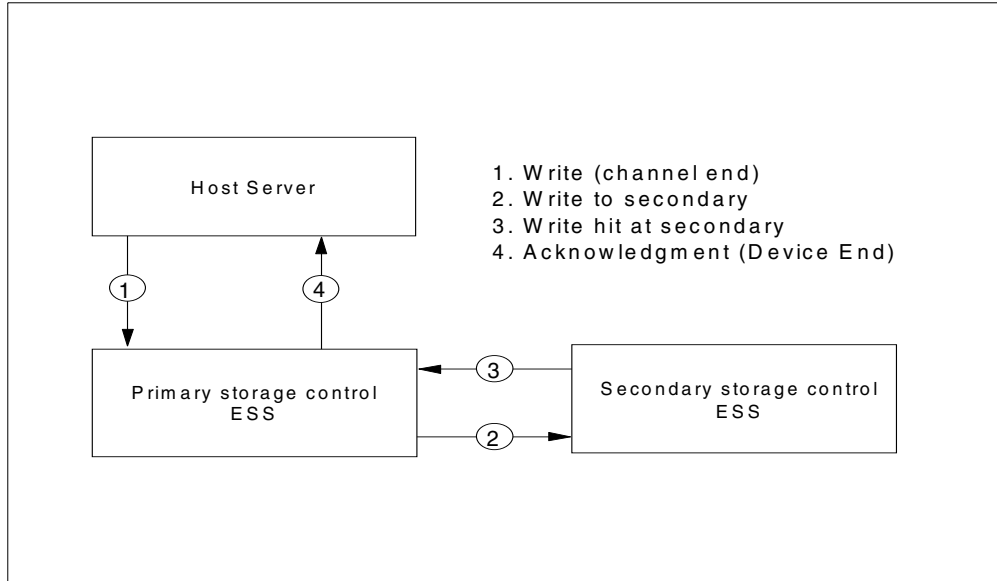 Host Server
1. Write (channel end)
2. Write to secondary
3. Write hit at secondary
4. Acknowledgment (Device End)
1
4
Primary storage control
ESS
3
2
Secondary storage control
ESS